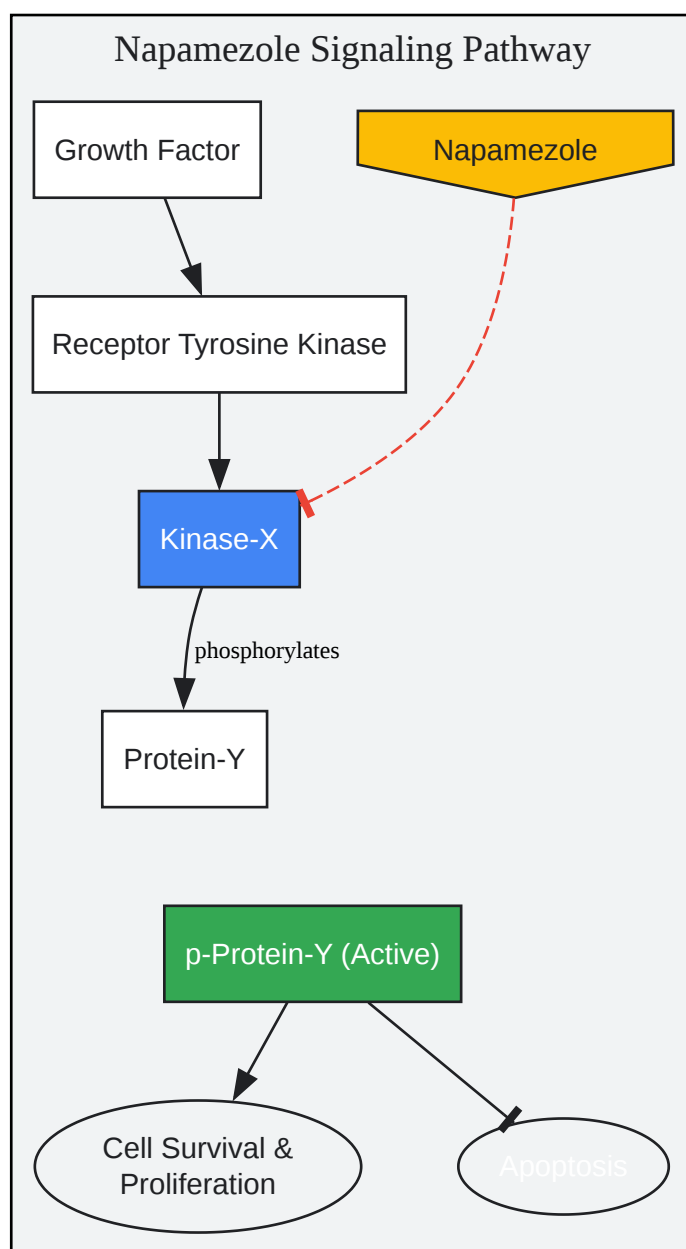 Napamezole Signaling Pathway
Growth Factor
Napamezole
Receptor Tyrosine Kinase
Kinase-X
phosphorylates
Protein-Y
p-Protein-Y (Active)
Cell Survival &
Proliferation
Apoptosis